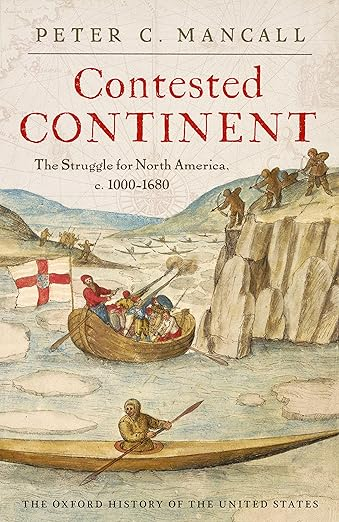 PETER C. MANCALL
Contested
CONTINENT
The Struggle for North America,
c. 1000–1680
THE OXFORD HISTORY OF THE UNITED STATES